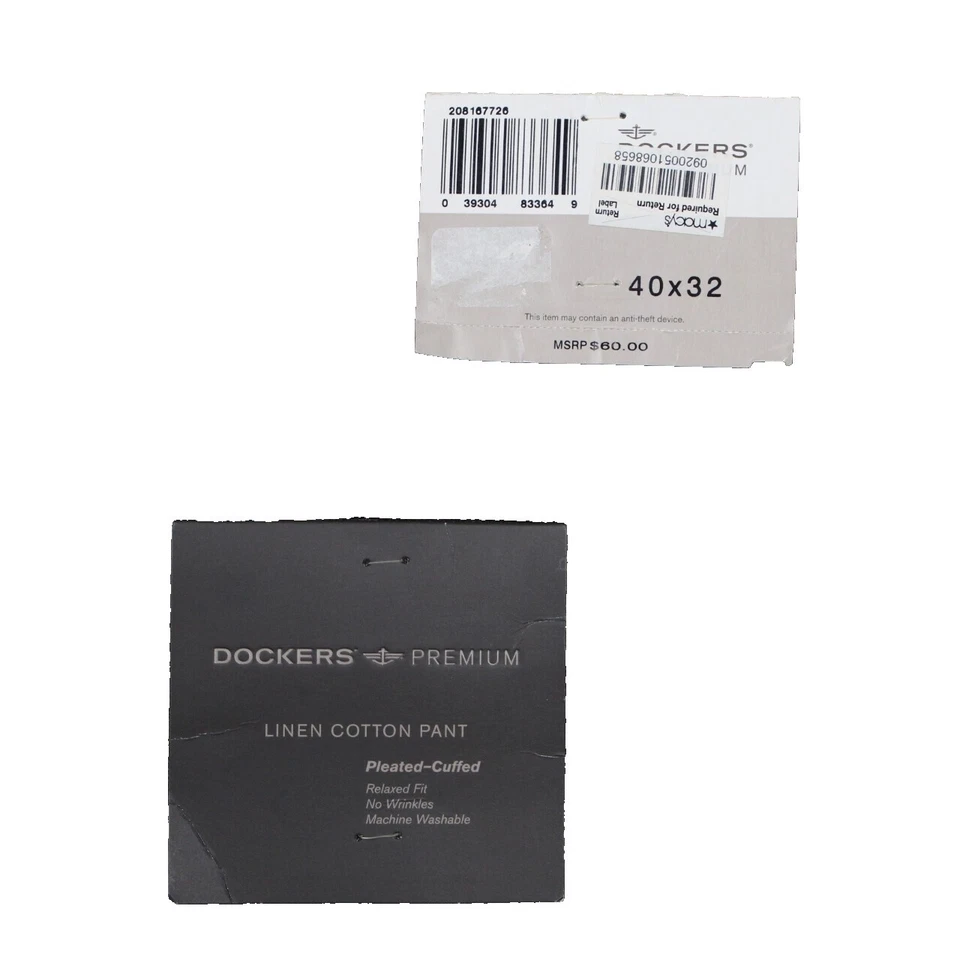 208167726
0 39304 83364 9
DOCKERS®
M
0920051068658
Required for Return
Return
Label
★macy's
40x32
This item may contain an anti-theft device.
MSRP $60.00
DOCKERS PREMIUM
LINEN COTTON PANT
Pleated-Cuffed
Relaxed Fit
No Wrinkles
Machine Washable